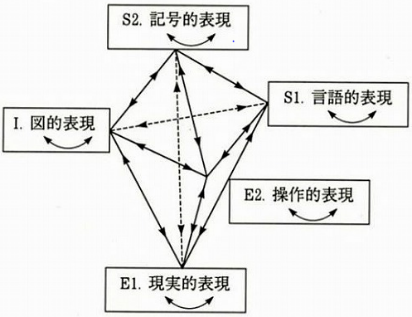 S2. 記号的表現
S1. 言語的表現
I. 図的表現
E2. 操作的表現
E1. 現実的表現